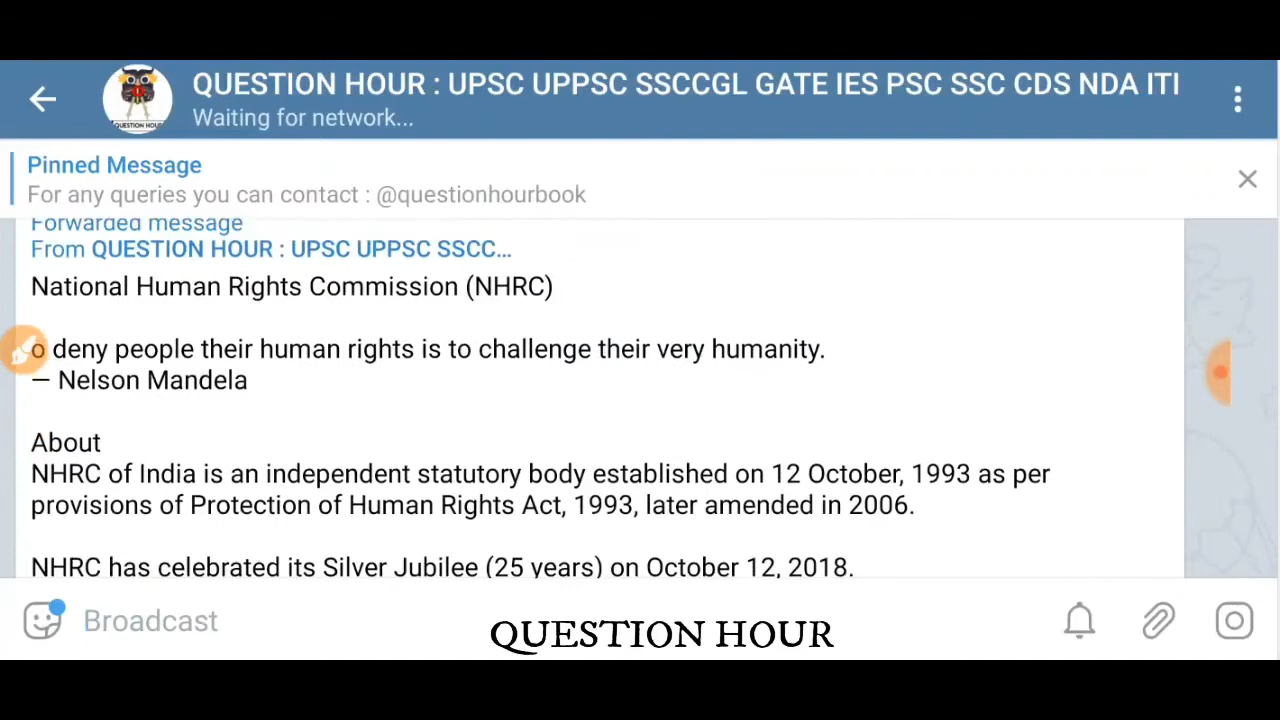 QUESTION HOUR : UPSC UPPSC SSCCGL GATE IES PSC SSC CDS NDA ITI
Waiting for network...
QUESTION HOUR
Pinned Message
For any queries you can contact : @questionhourbook
Forwarded message
From QUESTION HOUR : UPSC UPPSC SSCC...
National Human Rights Commission (NHRC)
o deny people their human rights is to challenge their very humanity.
— Nelson Mandela
About
NHRC of India is an independent statutory body established on 12 October, 1993 as per
provisions of Protection of Human Rights Act, 1993, later amended in 2006.
NHRC has celebrated its Silver Jubilee (25 years) on October 12, 2018.
Broadcast
QUESTION HOUR